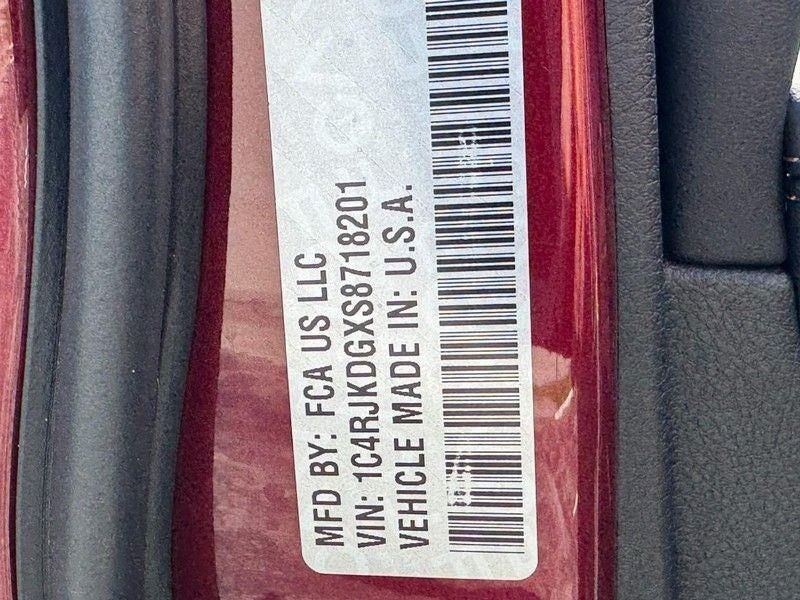 MFD BY: FCA US LLC
VIN: 1C4RJKDGXS8718201
VEHICLE MADE IN: U.S.A.